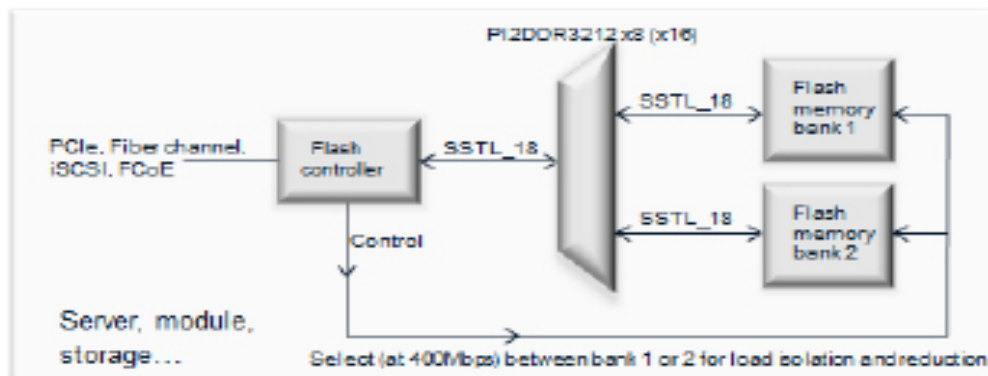 PI2DDR3212 x8 (x16)
Flash
memory
bank 1
SSTL_18
PCIe, Fiber channel,
iSCSI, FCoE
Flash
controller
SSTL_18
SSTL_18
Flash
memory
bank 2
Control
Server, module,
storage...
Select (at 400Mbps) between bank 1 or 2 for load isolation and reduction